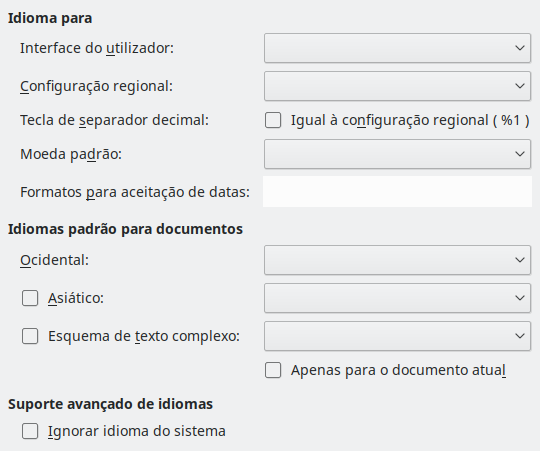 Idioma para
Interface do utilizador:
Configuração regional:
Tecla de separador decimal: Igual à configuração regional ( %1 )
Moeda padrão:
Formatos para aceitação de datas:
Idiomas padrão para documentos
Ocidental:
Asiático:
Esquema de texto complexo:
Apenas para o documento atual
Suporte avançado de idiomas
Ignorar idioma do sistema